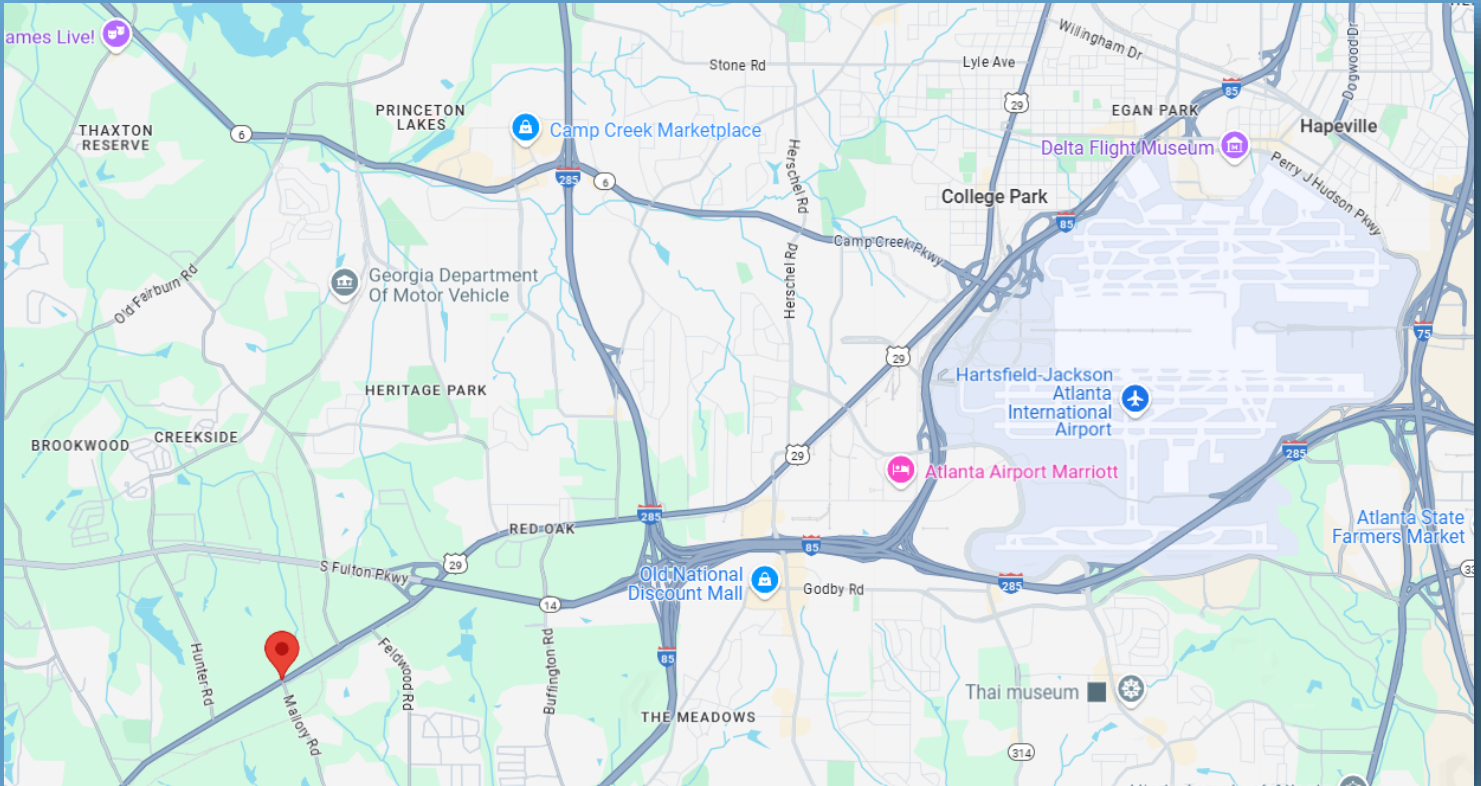 ames Live!
Willingham Dr
Dogwood Dr
Stone Rd
Lyle Ave
29
85
PRINCETON
LAKES
EGAN PARK
THAXTON
RESERVE
6
Camp Creek Marketplace
Hapeville
Delta Flight Museum
Herschel Rd
Perry J Hudson Pkwy
285
6
College Park
85
Camp Creek Pkwy
Georgia Department
Of Motor Vehicle
Old Fairburn Rd
Herschel Rd
75
29
Hartsfield-Jackson
Atlanta
International
Airport
HERITAGE PARK
BROOKWOOD
CREEKSIDE
29
285
Atlanta Airport Marriott
285
RED OAK
Atlanta State
Farmers Market
85
29
S Fulton Pkwy
Old National
Discount Mall
Godby Rd
285
14
Hunter Rd
Feldwood Rd
Buffington Rd
85
Thai museum
Mallory Rd
THE MEADOWS
314